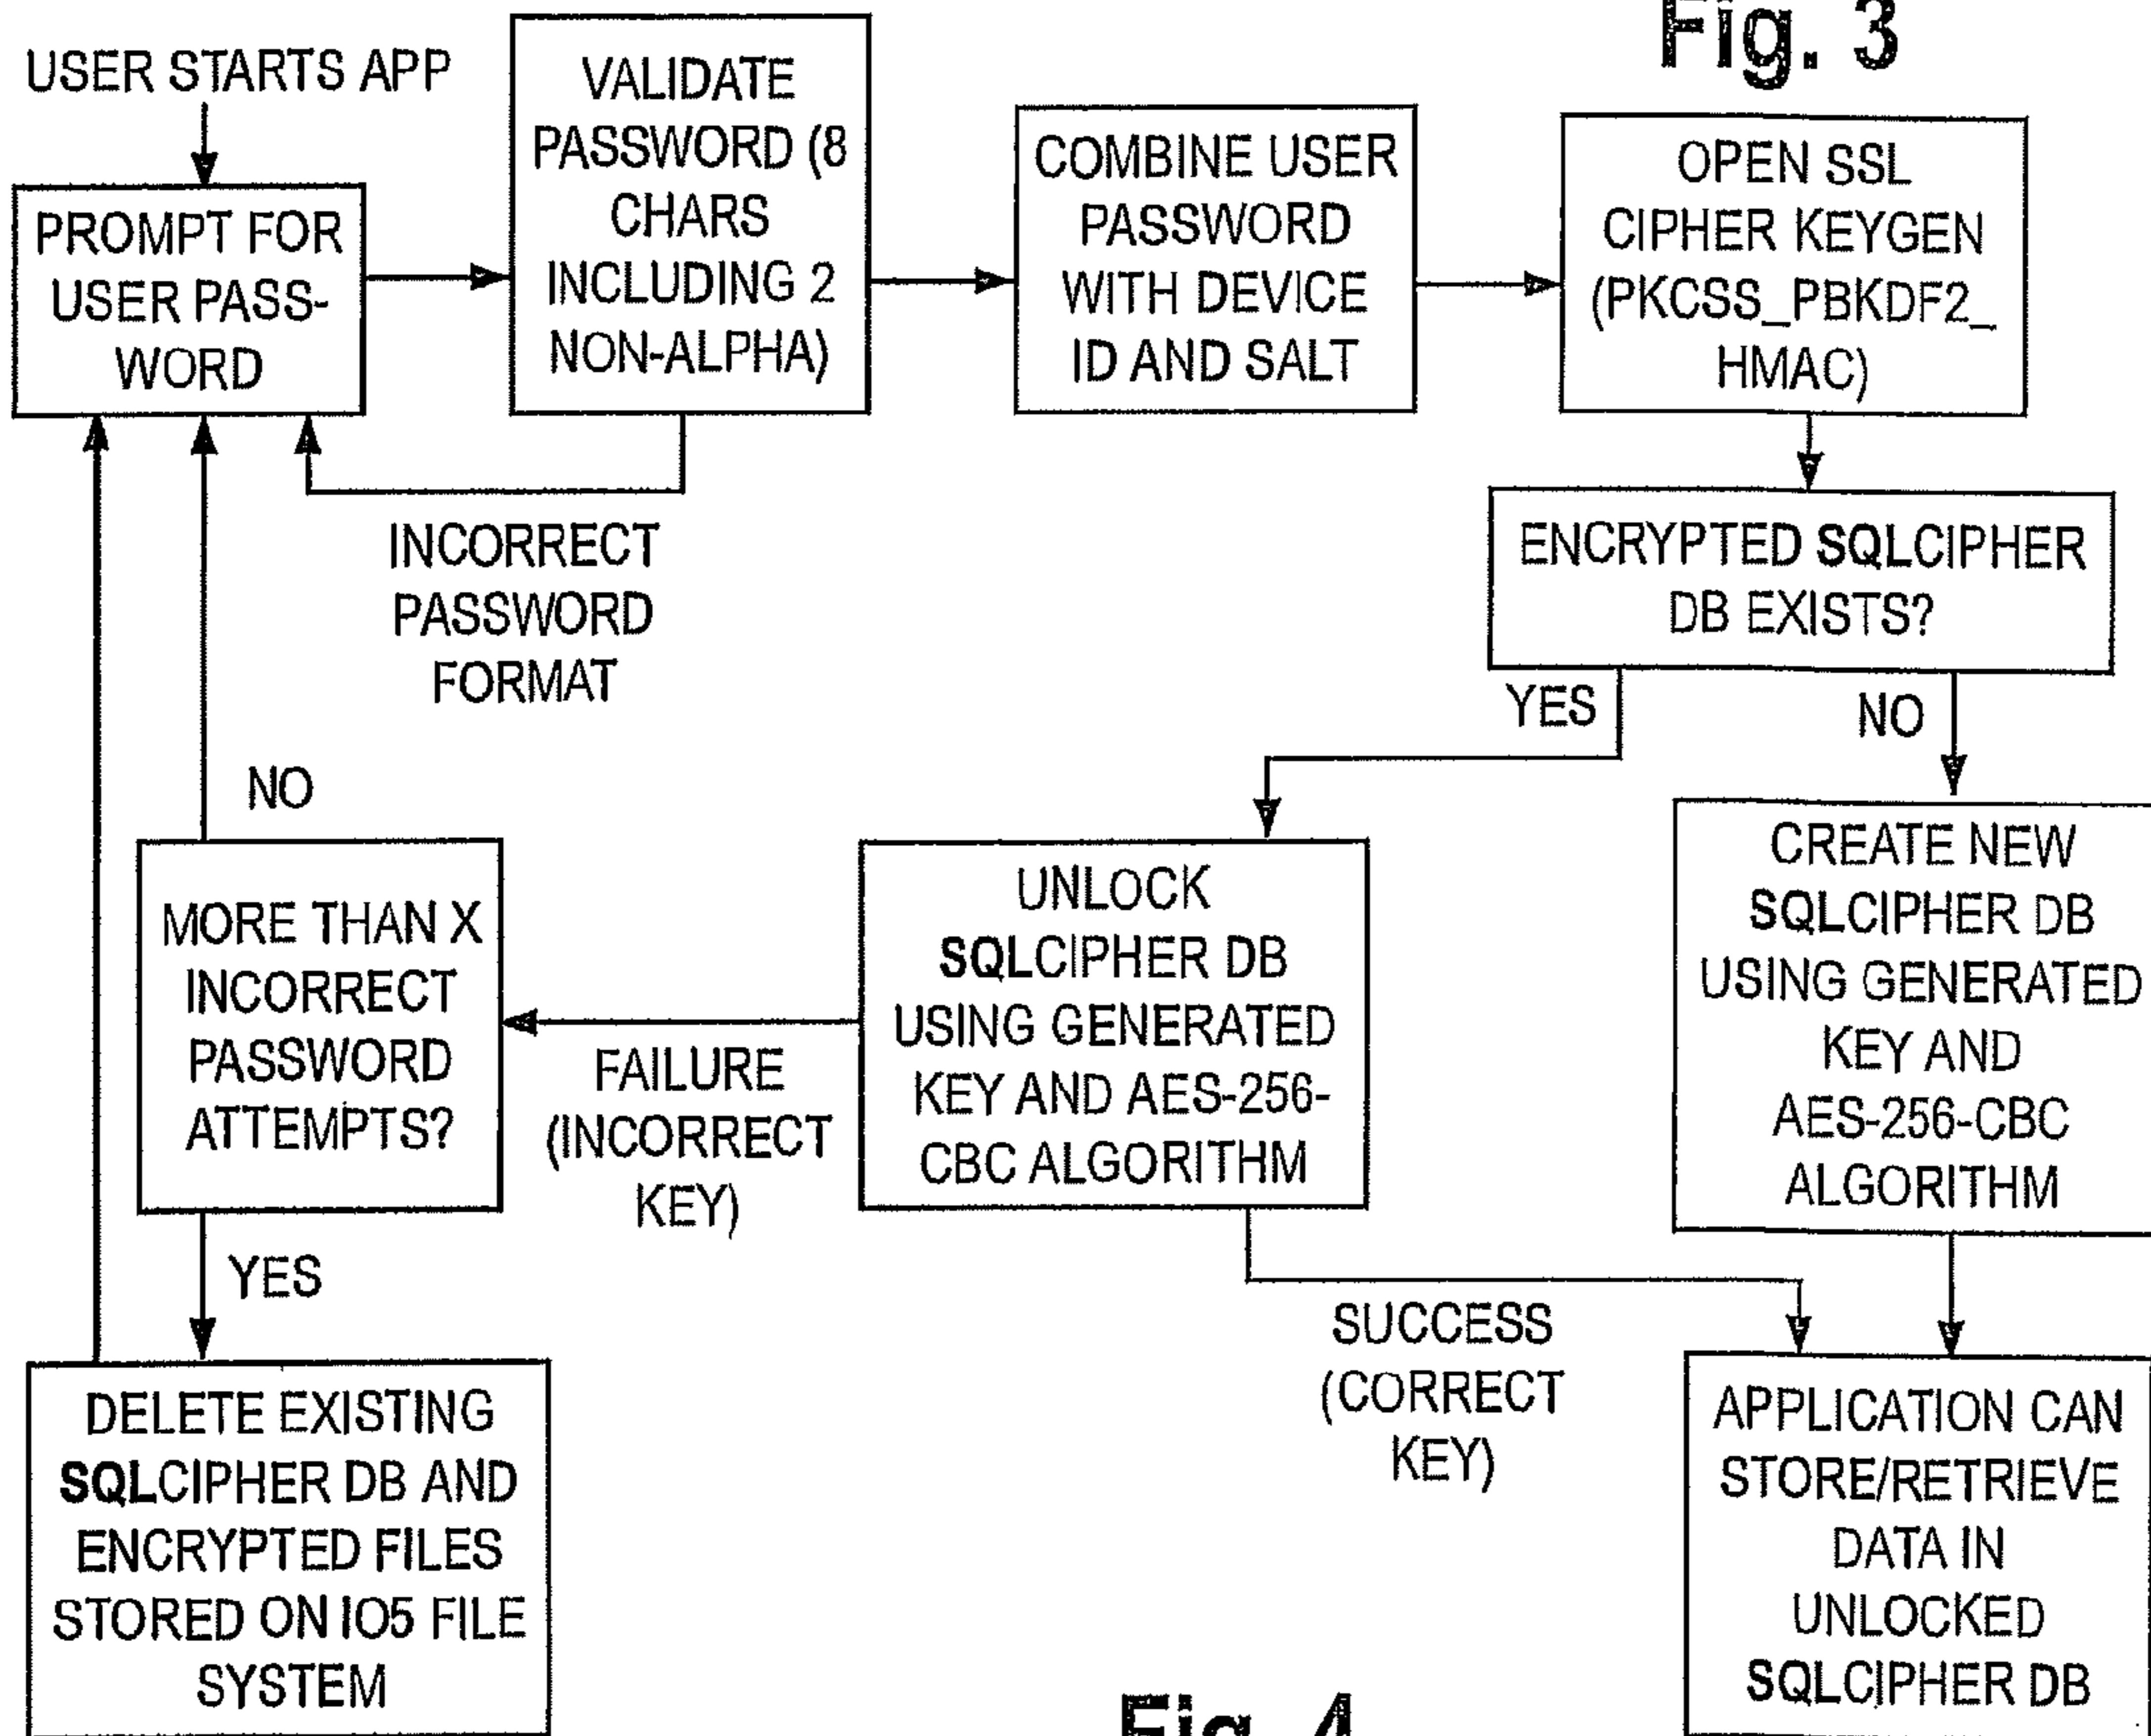 Fig. 3
USER STARTS APP
PROMPT FOR
USER PASS-
WORD
VALIDATE
PASSWORD (8
CHARS
INCLUDING 2
NON-ALPHA)
COMBINE USER
PASSWORD
WITH DEVICE
ID AND SALT
OPEN SSL
CIPHER KEYGEN
(PKCSS_PBKDF2_
HMAC)
INCORRECT
PASSWORD
FORMAT
ENCRYPTED SQLCIPHER
DB EXISTS?
YES
NO
NO
MORE THAN X
INCORRECT
PASSWORD
ATTEMPTS?
FAILURE
(INCORRECT
KEY)
UNLOCK
SQLCIPHER DB
USING GENERATED
KEY AND AES-256-
CBC ALGORITHM
CREATE NEW
SQLCIPHER DB
USING GENERATED
KEY AND
AES-256-CBC
ALGORITHM
YES
SUCCESS
(CORRECT
KEY)
DELETE EXISTING
SQLCIPHER DB AND
ENCRYPTED FILES
STORED ON IO5 FILE
SYSTEM
APPLICATION CAN
STORE/RETRIEVE
DATA IN
UNLOCKED
SQLCIPHER DB
Fig. 4